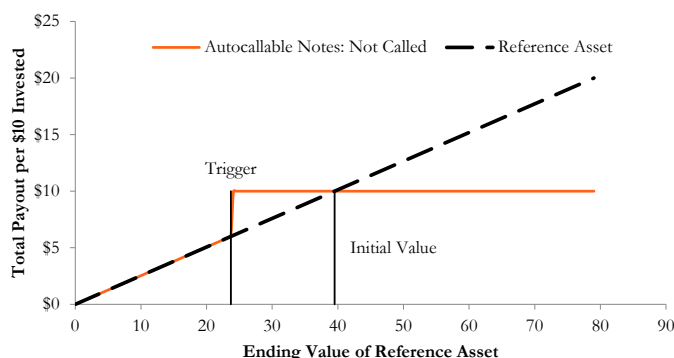 $25
Autocallable Notes: Not Called
Reference Asset
$20
$15
Trigger
$10
Initial Value
$5
$0
Total Payout per $10 Invested
0 10 20 30 40 50 60 70 80 90
Ending Value of Reference Asset